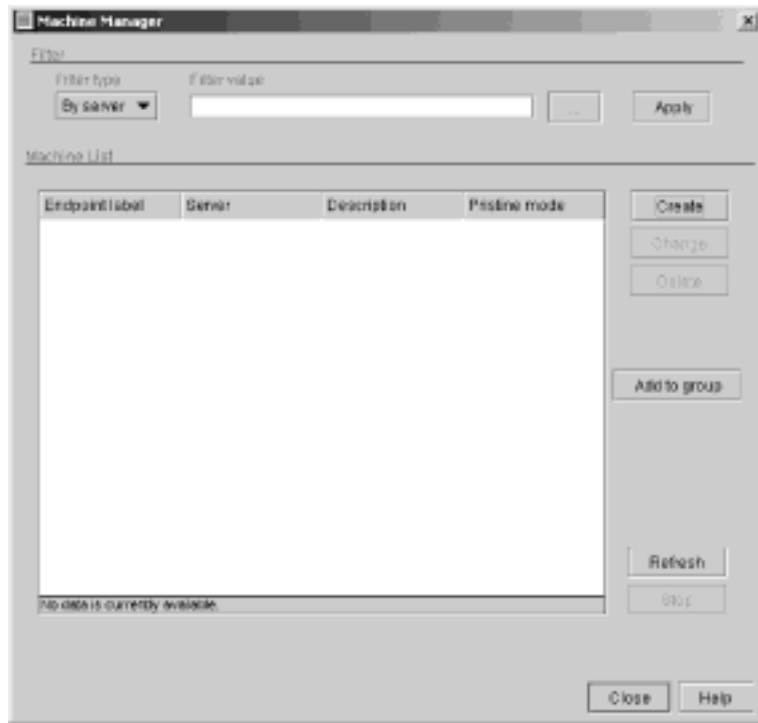 Machine Manager
Filter
Filter type
Filter value
By server
...
Apply
Machine List
Endpoint label
Server
Description
Pristine mode
Create
Change
Delete
Add to group
Refresh
Stop
No data is currently available.
Close
Help